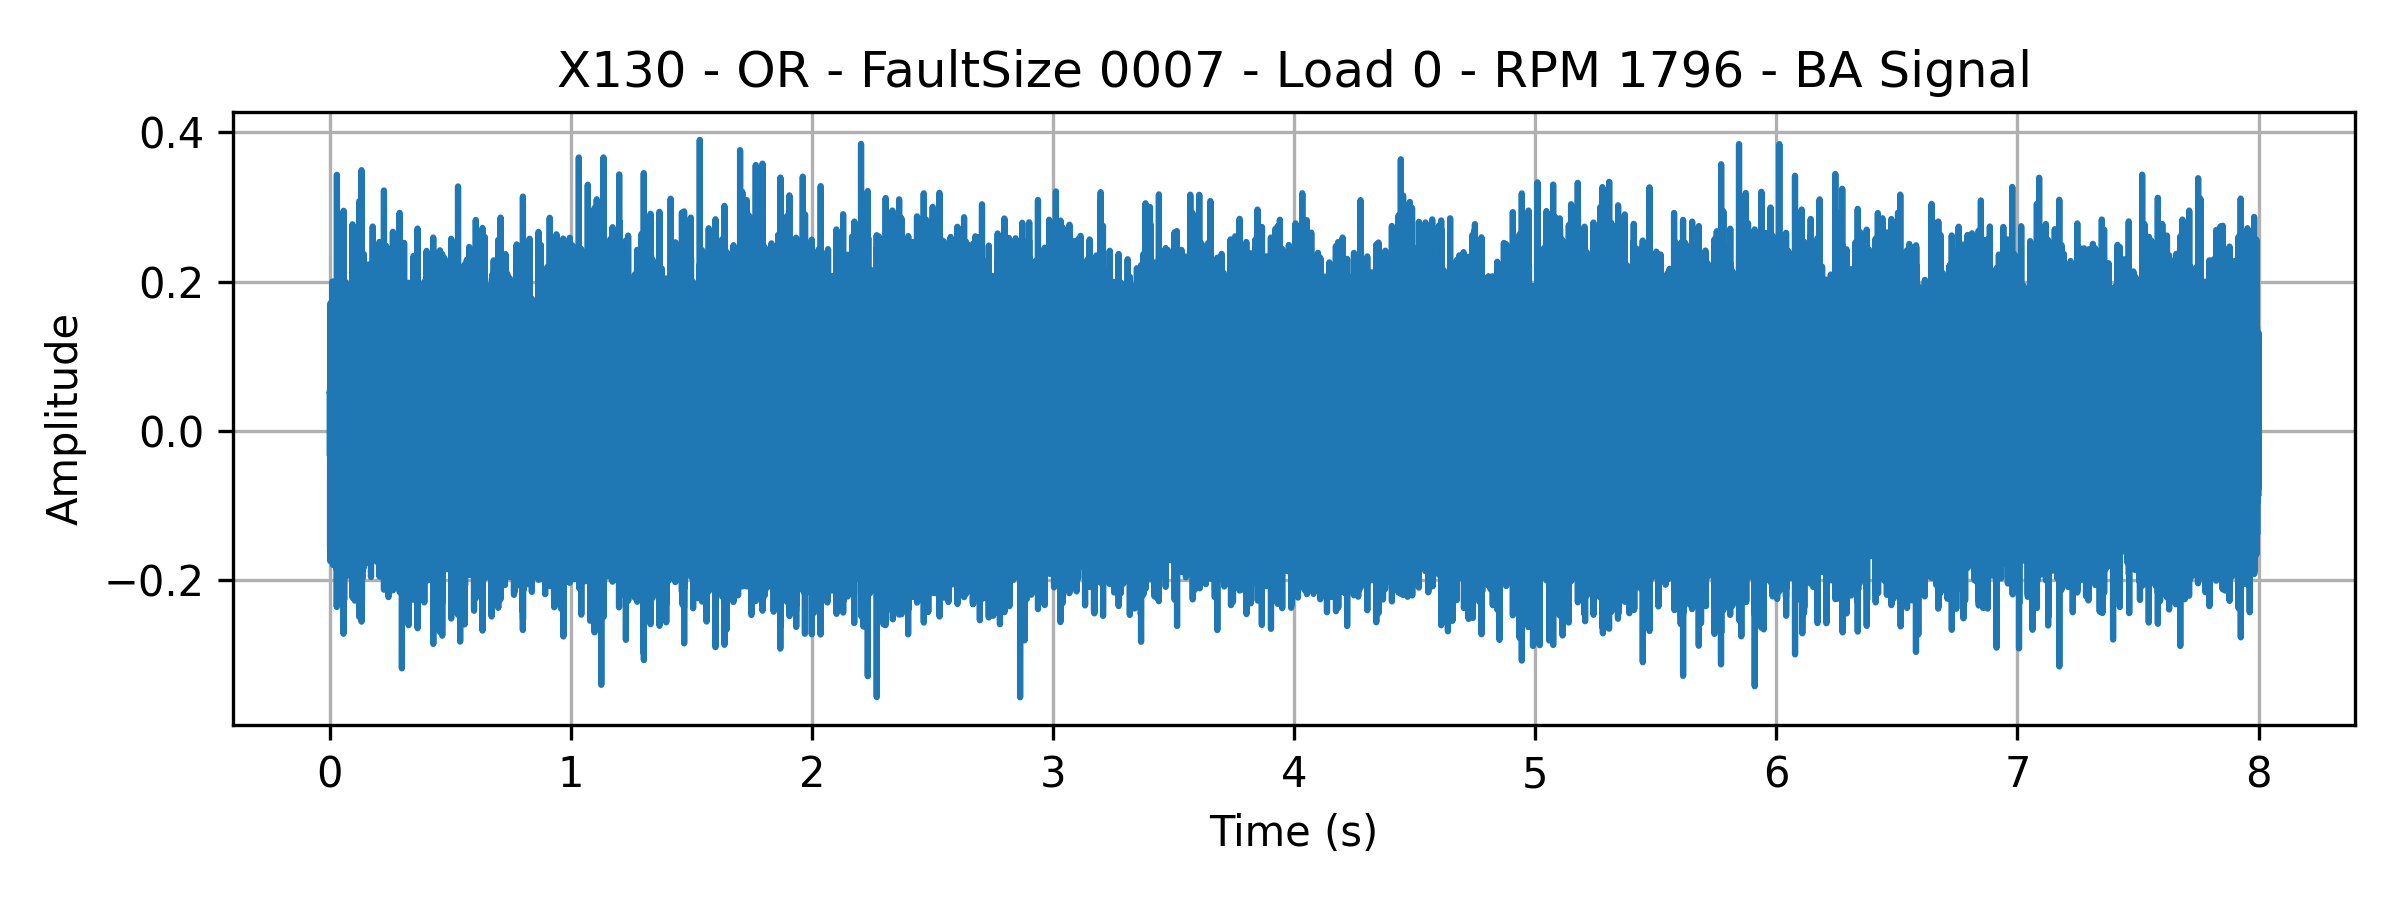 X130 - OR - FaultSize 0007 - Load 0 - RPM 1796 - BA Signal
Amplitude
0.4
0.2
0.0
−0.2
0 1 2 3 4 5 6 7 8
Time (s)